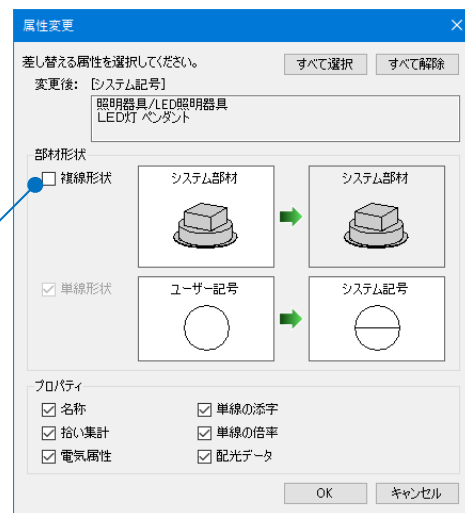 属性変更
差し替える属性を選択してください。 すべて選択 すべて解除
変更後: [システム記号]
照明器具/LED照明器具
LED灯 ペンダント
部材形状
複線形状 システム部材 システム部材
単線形状 ユーザー記号 システム記号
プロパティ
名称 単線の添字
拾い集計 単線の倍率
電気属性 配光データ
OK キャンセル